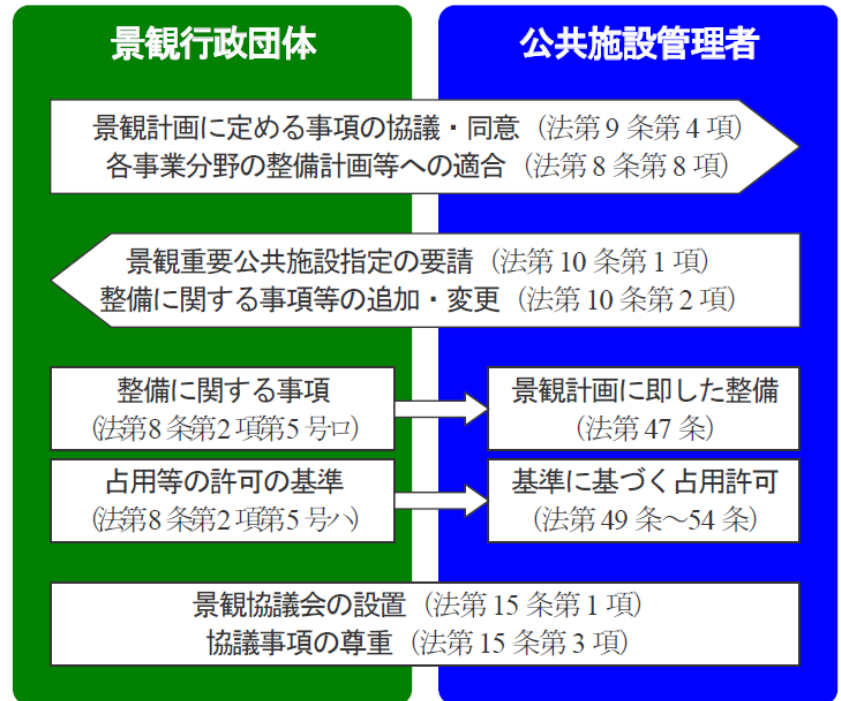 景観行政団体
公共施設管理者
景観計画に定める事項の協議・同意（法第9条第4項）
各事業分野の整備計画等への適合（法第8条第8項）
景観重要公共施設指定の要請（法第10条第1項）
整備に関する事項等の追加・変更（法第10条第2項）
整備に関する事項
（法第8条第2項第5号ロ）
景観計画に即した整備
（法第47条）
占用等の許可の基準
（法第8条第2項第5号ハ）
基準に基づく占用許可
（法第49条～54条）
景観協議会の設置（法第15条第1項）
協議事項の尊重（法第15条第3項）